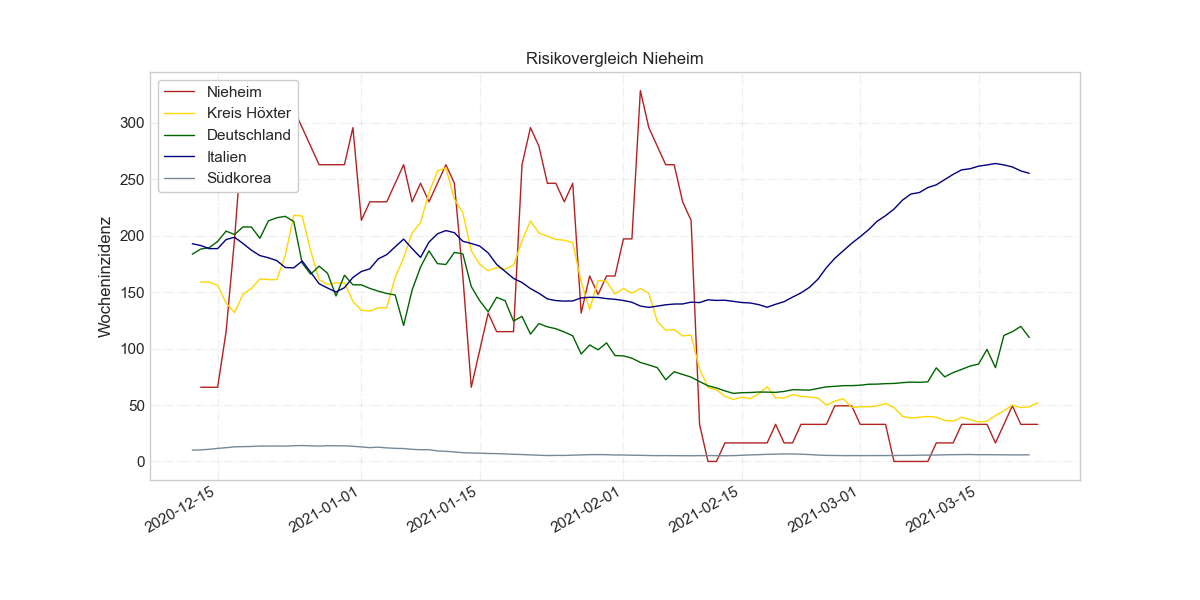 Risikovergleich Nieheim
Nieheim
Kreis Höxter
Deutschland
Italien
Südkorea
Wocheninzidenz
300
250
200
150
100
50
0
2020-12-15
2021-01-01
2021-01-15
2021-02-01
2021-02-15
2021-03-01
2021-03-15